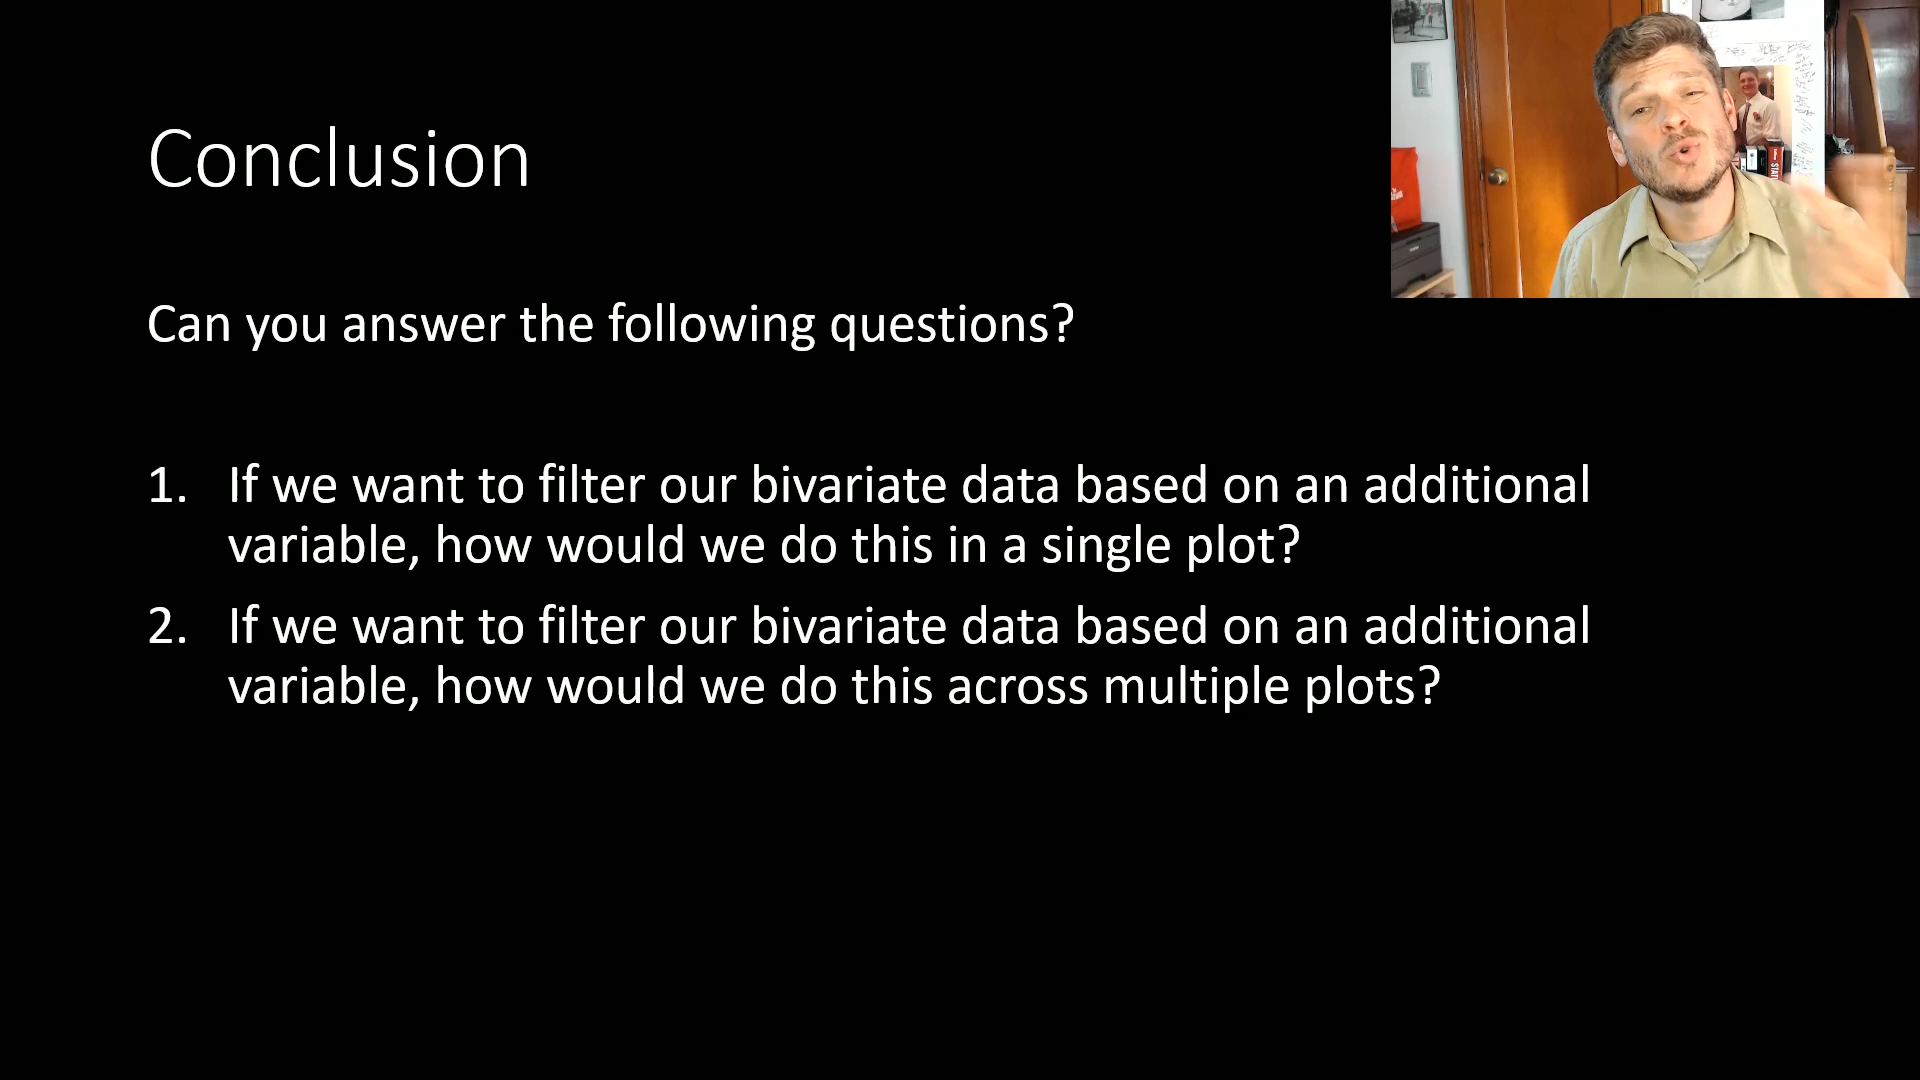 Conclusion
Can you answer the following questions?
1. If we want to filter our bivariate data based on an additional
variable, how would we do this in a single plot?
2. If we want to filter our bivariate data based on an additional
variable, how would we do this across multiple plots?